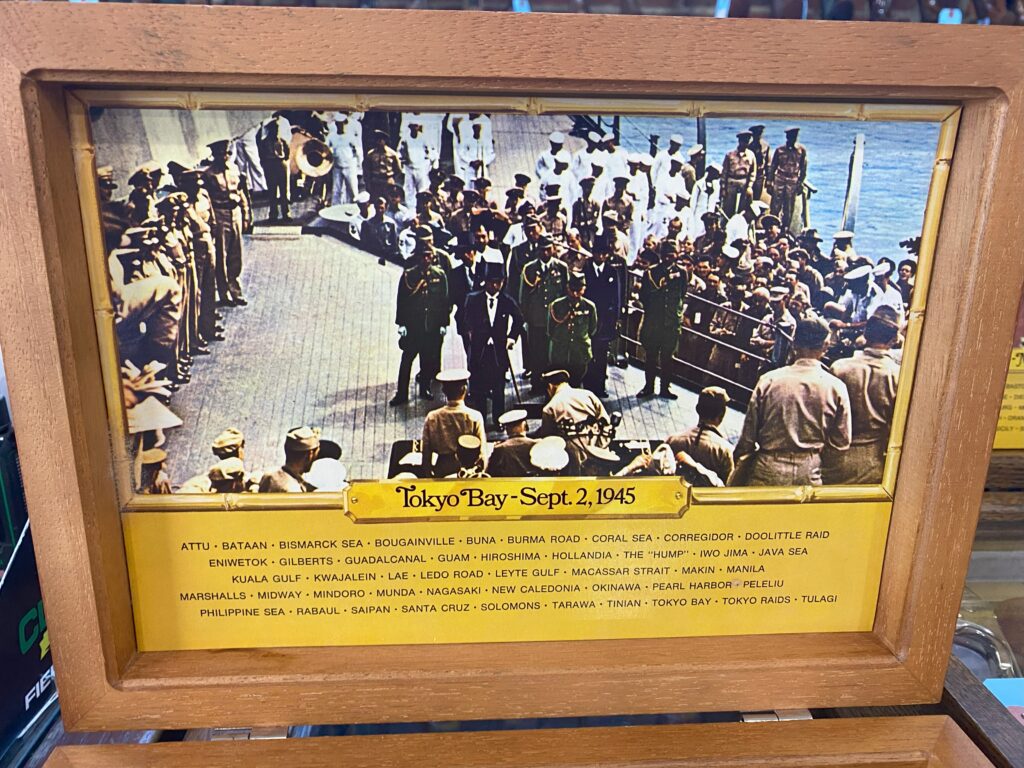 Tokyo Bay - Sept. 2, 1945
ATTU · BATAAN · BISMARCK SEA · BOUGAINVILLE · BUNA · BURMA ROAD · CORAL SEA · CORREGIDOR · DOOLITTLE RAID
ENIWETOK · GILBERTS · GUADALCANAL · GUAM · HIROSHIMA · HOLLANDIA · THE "HUMP" · IWO JIMA · JAVA SEA
KUALA GULF · KWAJALEIN · LAE · LEDO ROAD · LEYTE GULF · MACASSAR STRAIT · MAKIN · MANILA
MARSHALLS · MIDWAY · MINDORO · MUNDA · NAGASAKI · NEW CALEDONIA · OKINAWA · PEARL HARBOR · PELELIU
PHILIPPINE SEA · RABAUL · SAIPAN · SANTA CRUZ · SOLOMONS · TARAWA · TINIAN · TOKYO BAY · TOKYO RAIDS · TULAGI